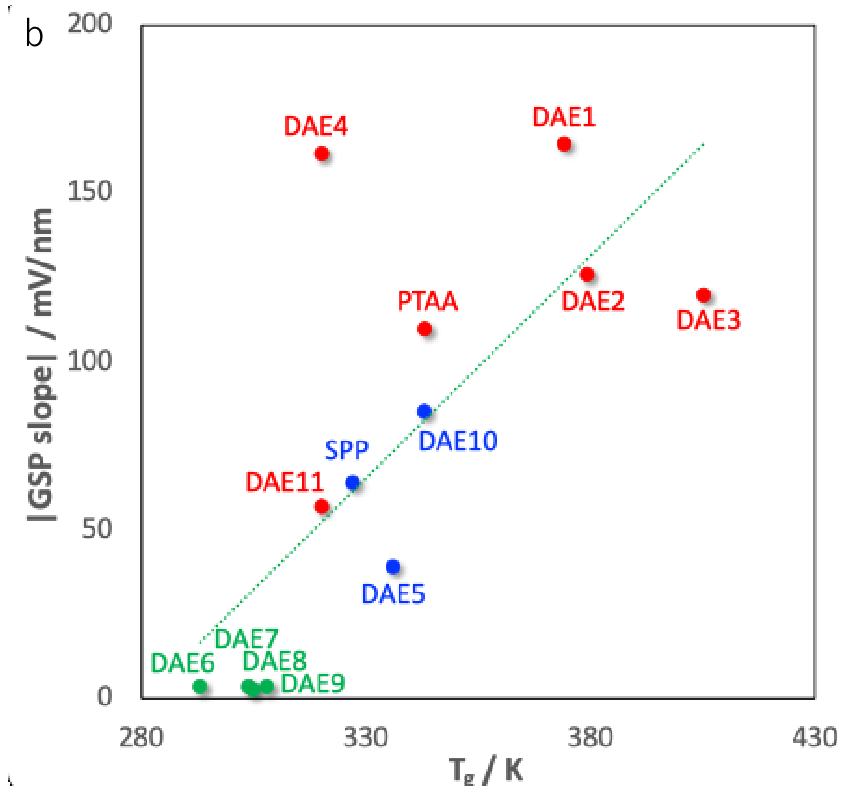 b
200
DAE4
DAE1
150
PTAA
DAE2
DAE3
100
DAE10
SPP
DAE11
50
DAE5
DAE7
DAE6
DAE8
DAE9
0
280
330
380
430
|GSP slope| / mV/nm
Tg / K